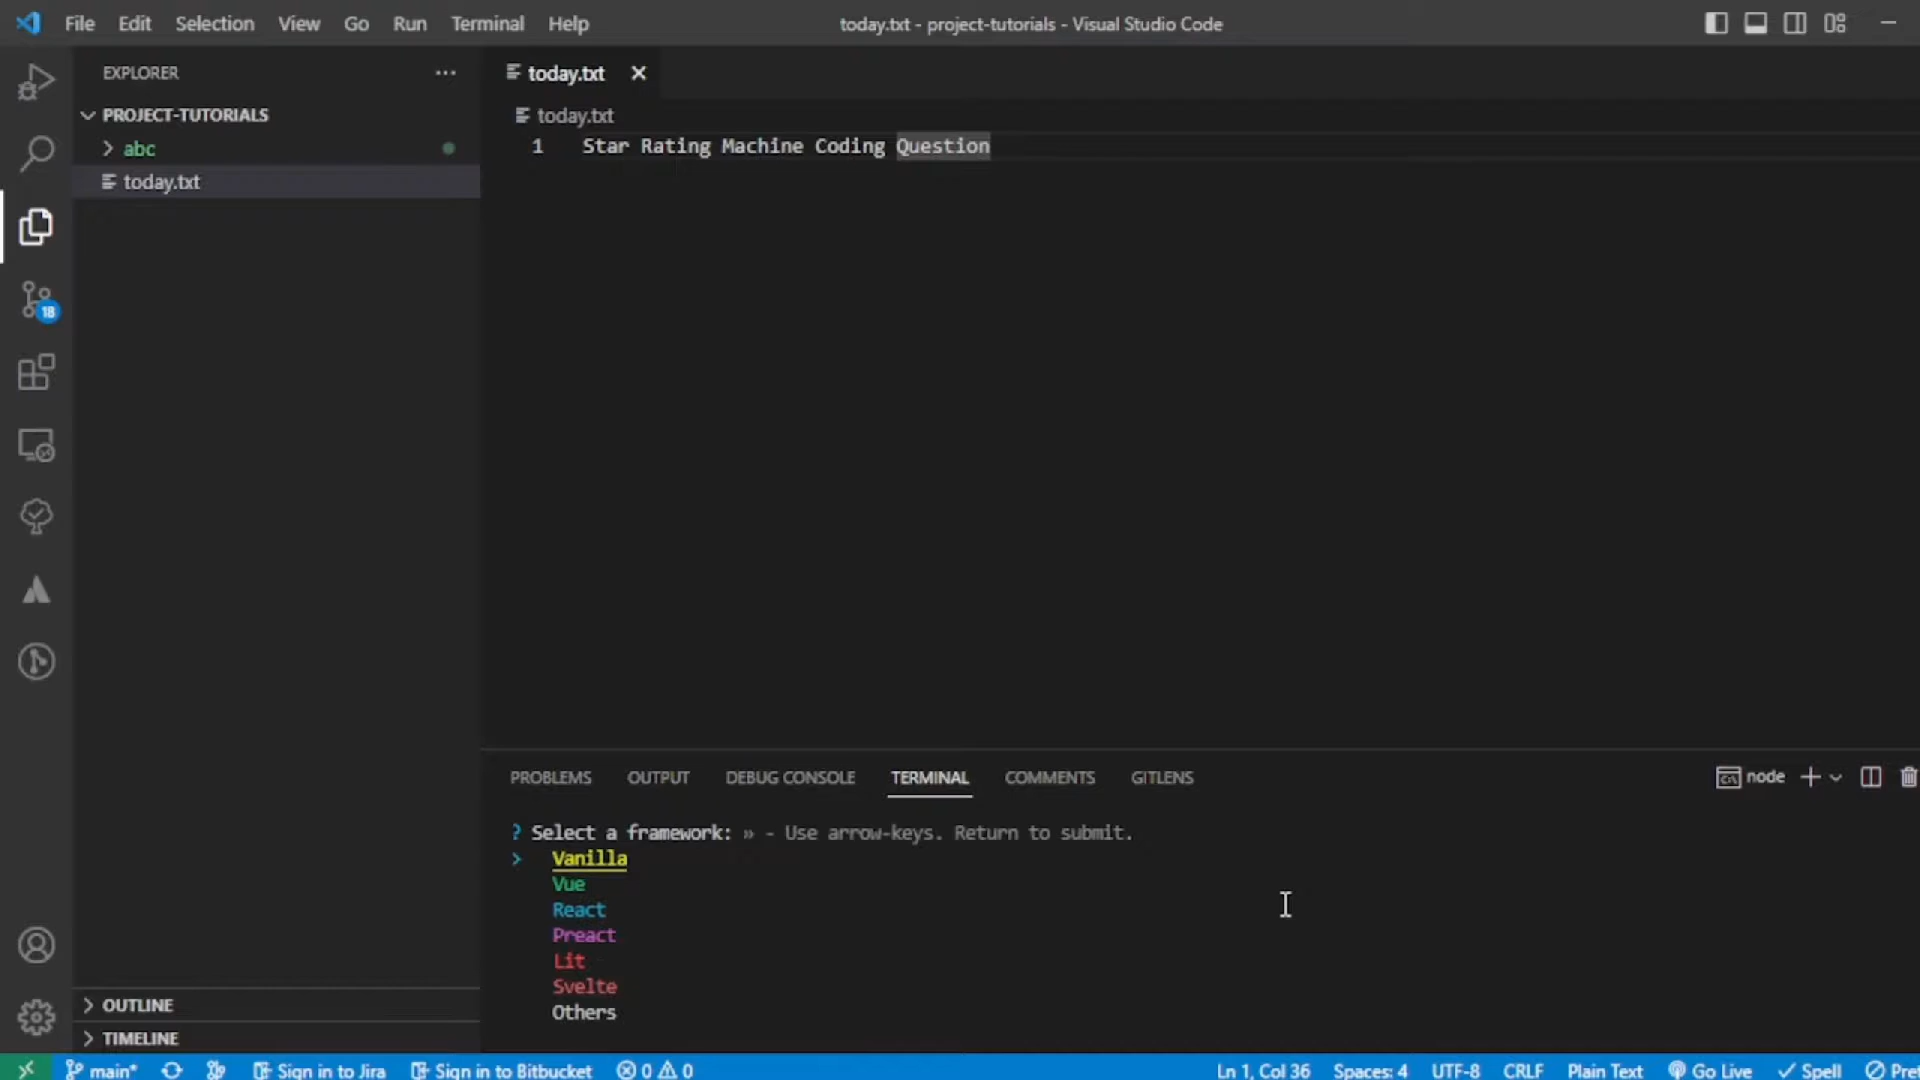 File Edit Selection View Go Run Terminal Help today.txt - project-tutorials - Visual Studio Code
EXPLORER ··· today.txt
PROJECT-TUTORIALS today.txt
abc
today.txt
1 Star Rating Machine Coding Question
18
PROBLEMS OUTPUT DEBUG CONSOLE TERMINAL COMMENTS GITLENS node
? Select a framework: » - Use arrow-keys. Return to submit.
> Vanilla
Vue
React
Preact
Lit
Svelte
Others
OUTLINE
TIMELINE
main* Sign in to Jira Sign in to Bitbucket 0 0 Ln 1, Col 36 Spaces: 4 UTF-8 CRLF Plain Text Go Live Spell